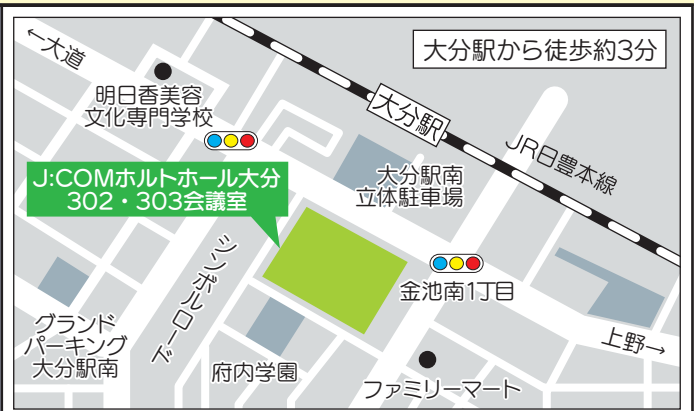 大分駅から徒歩約3分
←大道
明日香美容
文化専門学校
大分駅
JR日豊本線
大分駅南
立体駐車場
J:COMホルトホール大分
302・303会議室
シンボルロード
金池南1丁目
上野→
グランド
パーキング
大分駅南
府内学園
ファミリーマート